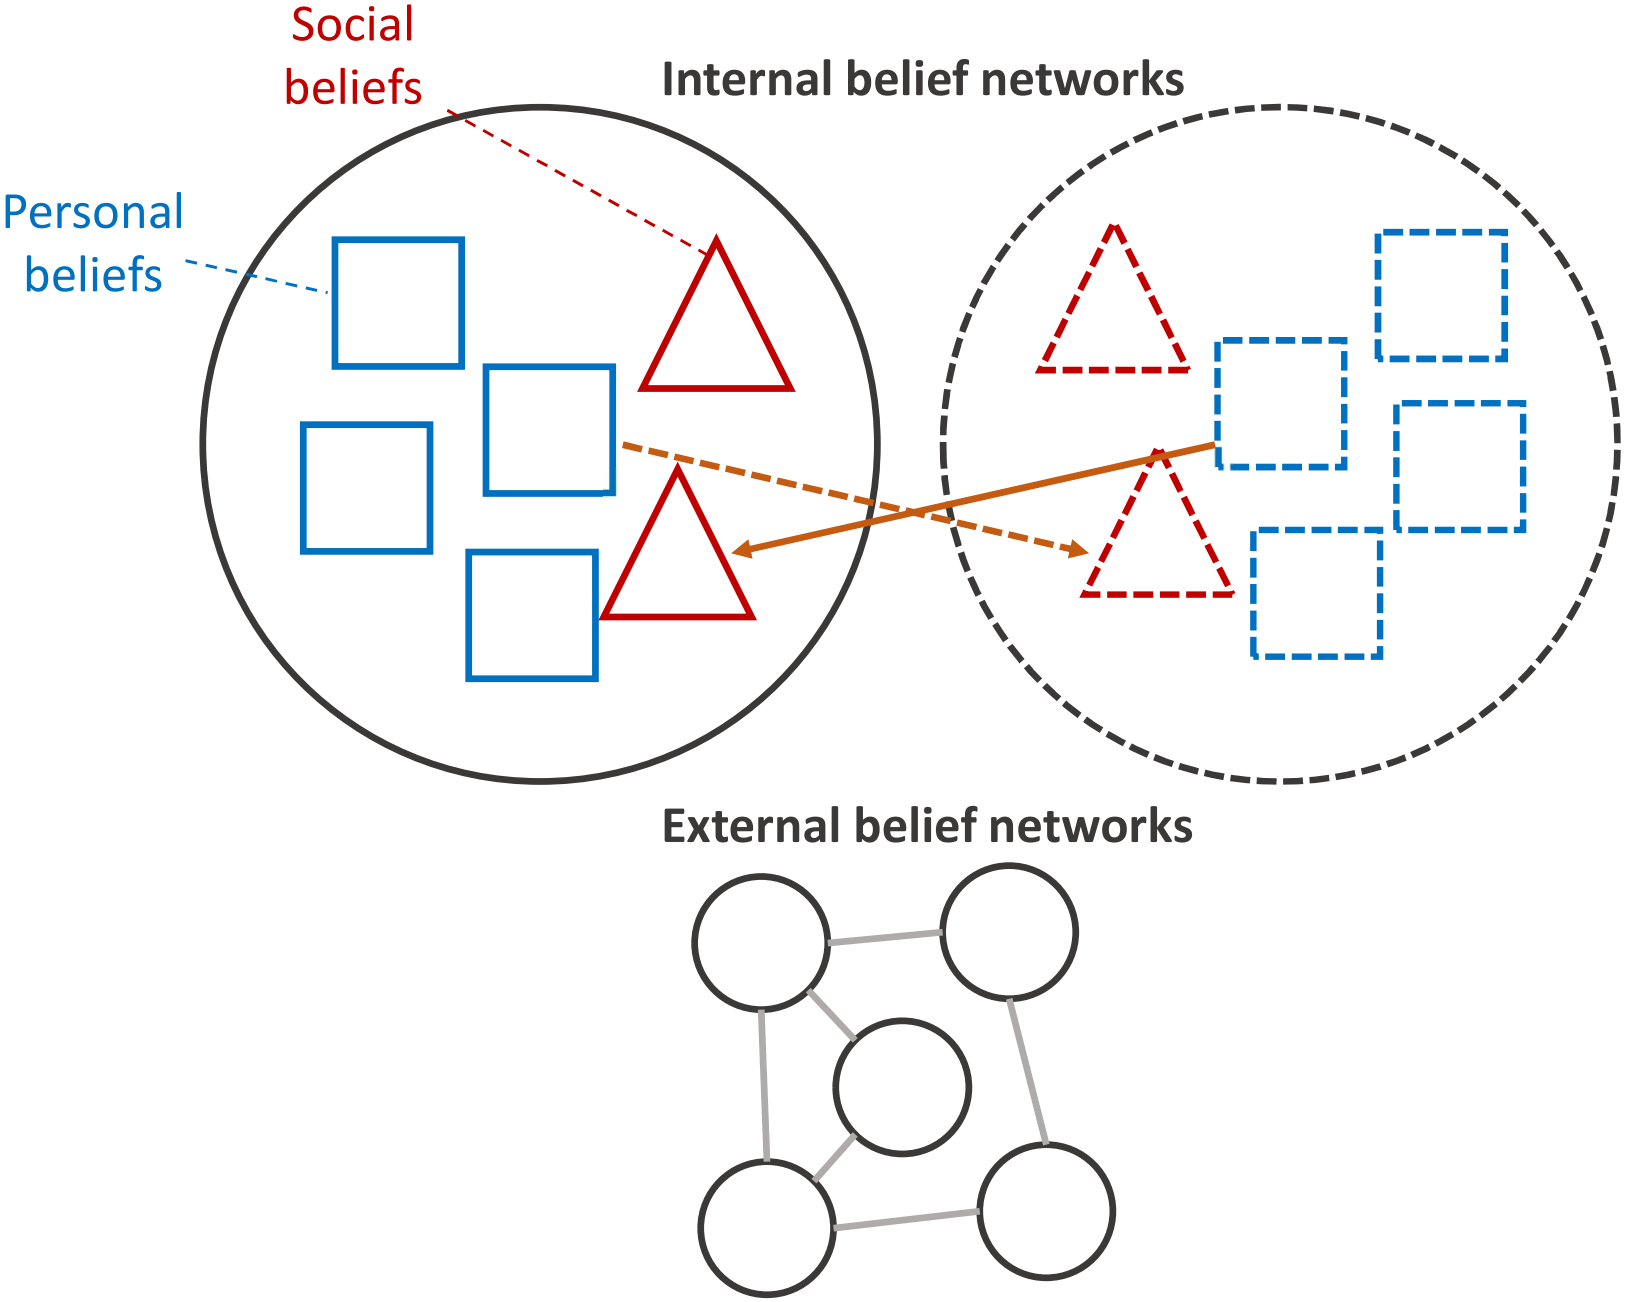 Social
beliefs
Internal belief networks
Personal
beliefs
External belief networks